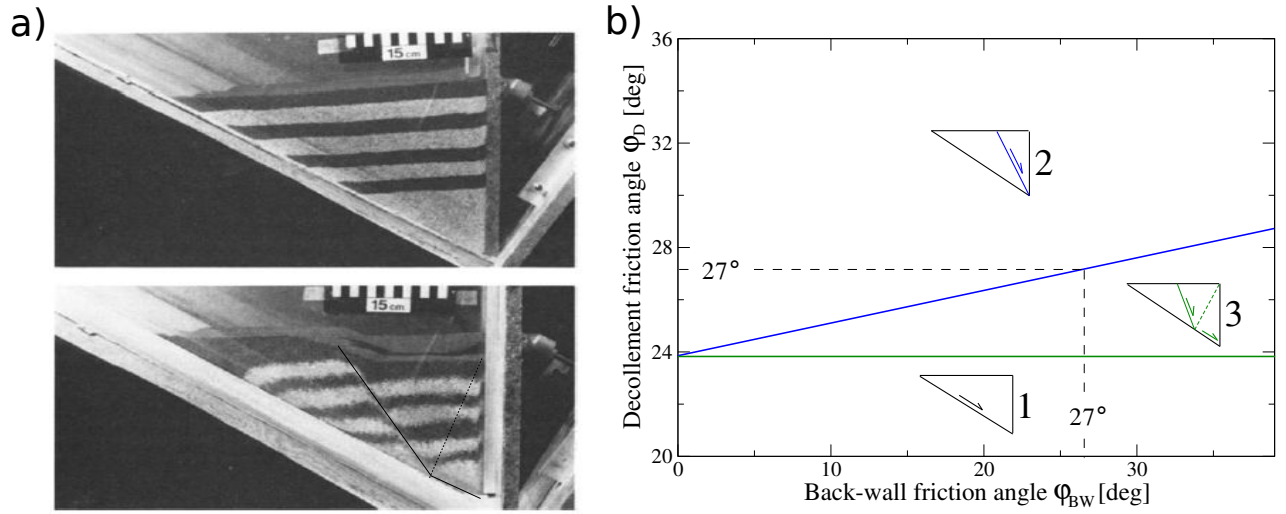 a)
15 cm
15 cm
b)
36
32
28
24
20
Decollement friction angle φD [deg]
2
27°
3
1
27°
0
10
20
30
Back-wall friction angle φBW [deg]